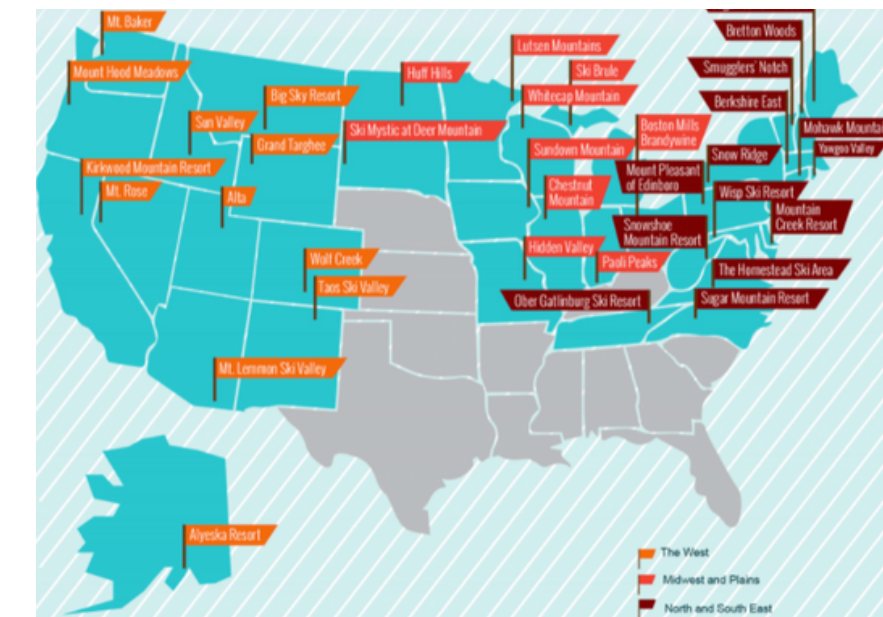 Mt. Baker
Bretton Woods
Lutsen Mountains
Mount Hood Meadows
Huff Hills
Ski Brule
Smugglers' Notch
Big Sky Resort
Whitecap Mountain
Berkshire East
Sun Valley
Ski Mystic at Deer Mountain
Boston Mills
Brandywine
Mohawk Mounta
Grand Targhee
Sundown Mountain
Snow Ridge
Yawgoo Valley
Kirkwood Mountain Resort
Mount Pleasant
of Edinboro
Mt. Rose
Alta
Chestnut
Mountain
Wisp Ski Resort
Mountain
Creek Resort
Snowshoe
Mountain Resort
Hidden Valley
Wolf Creek
Paoli Peaks
The Homestead Ski Area
Taos Ski Valley
Ober Gatlinburg Ski Resort
Sugar Mountain Resort
Mt. Lemmon Ski Valley
Alyeska Resort
The West
Midwest and Plains
North and South East